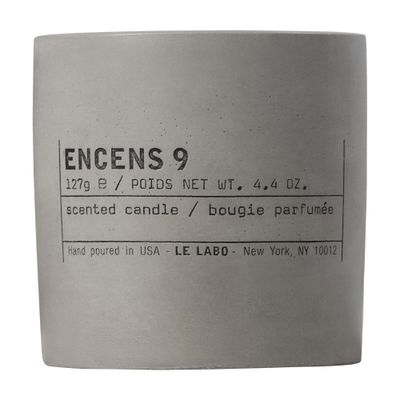 ENCENS 9
127g ℮ / POIDS NET WT. 4.4 OZ.
scented candle / bougie parfumée
Hand poured in USA - LE LABO - New York, NY 10012